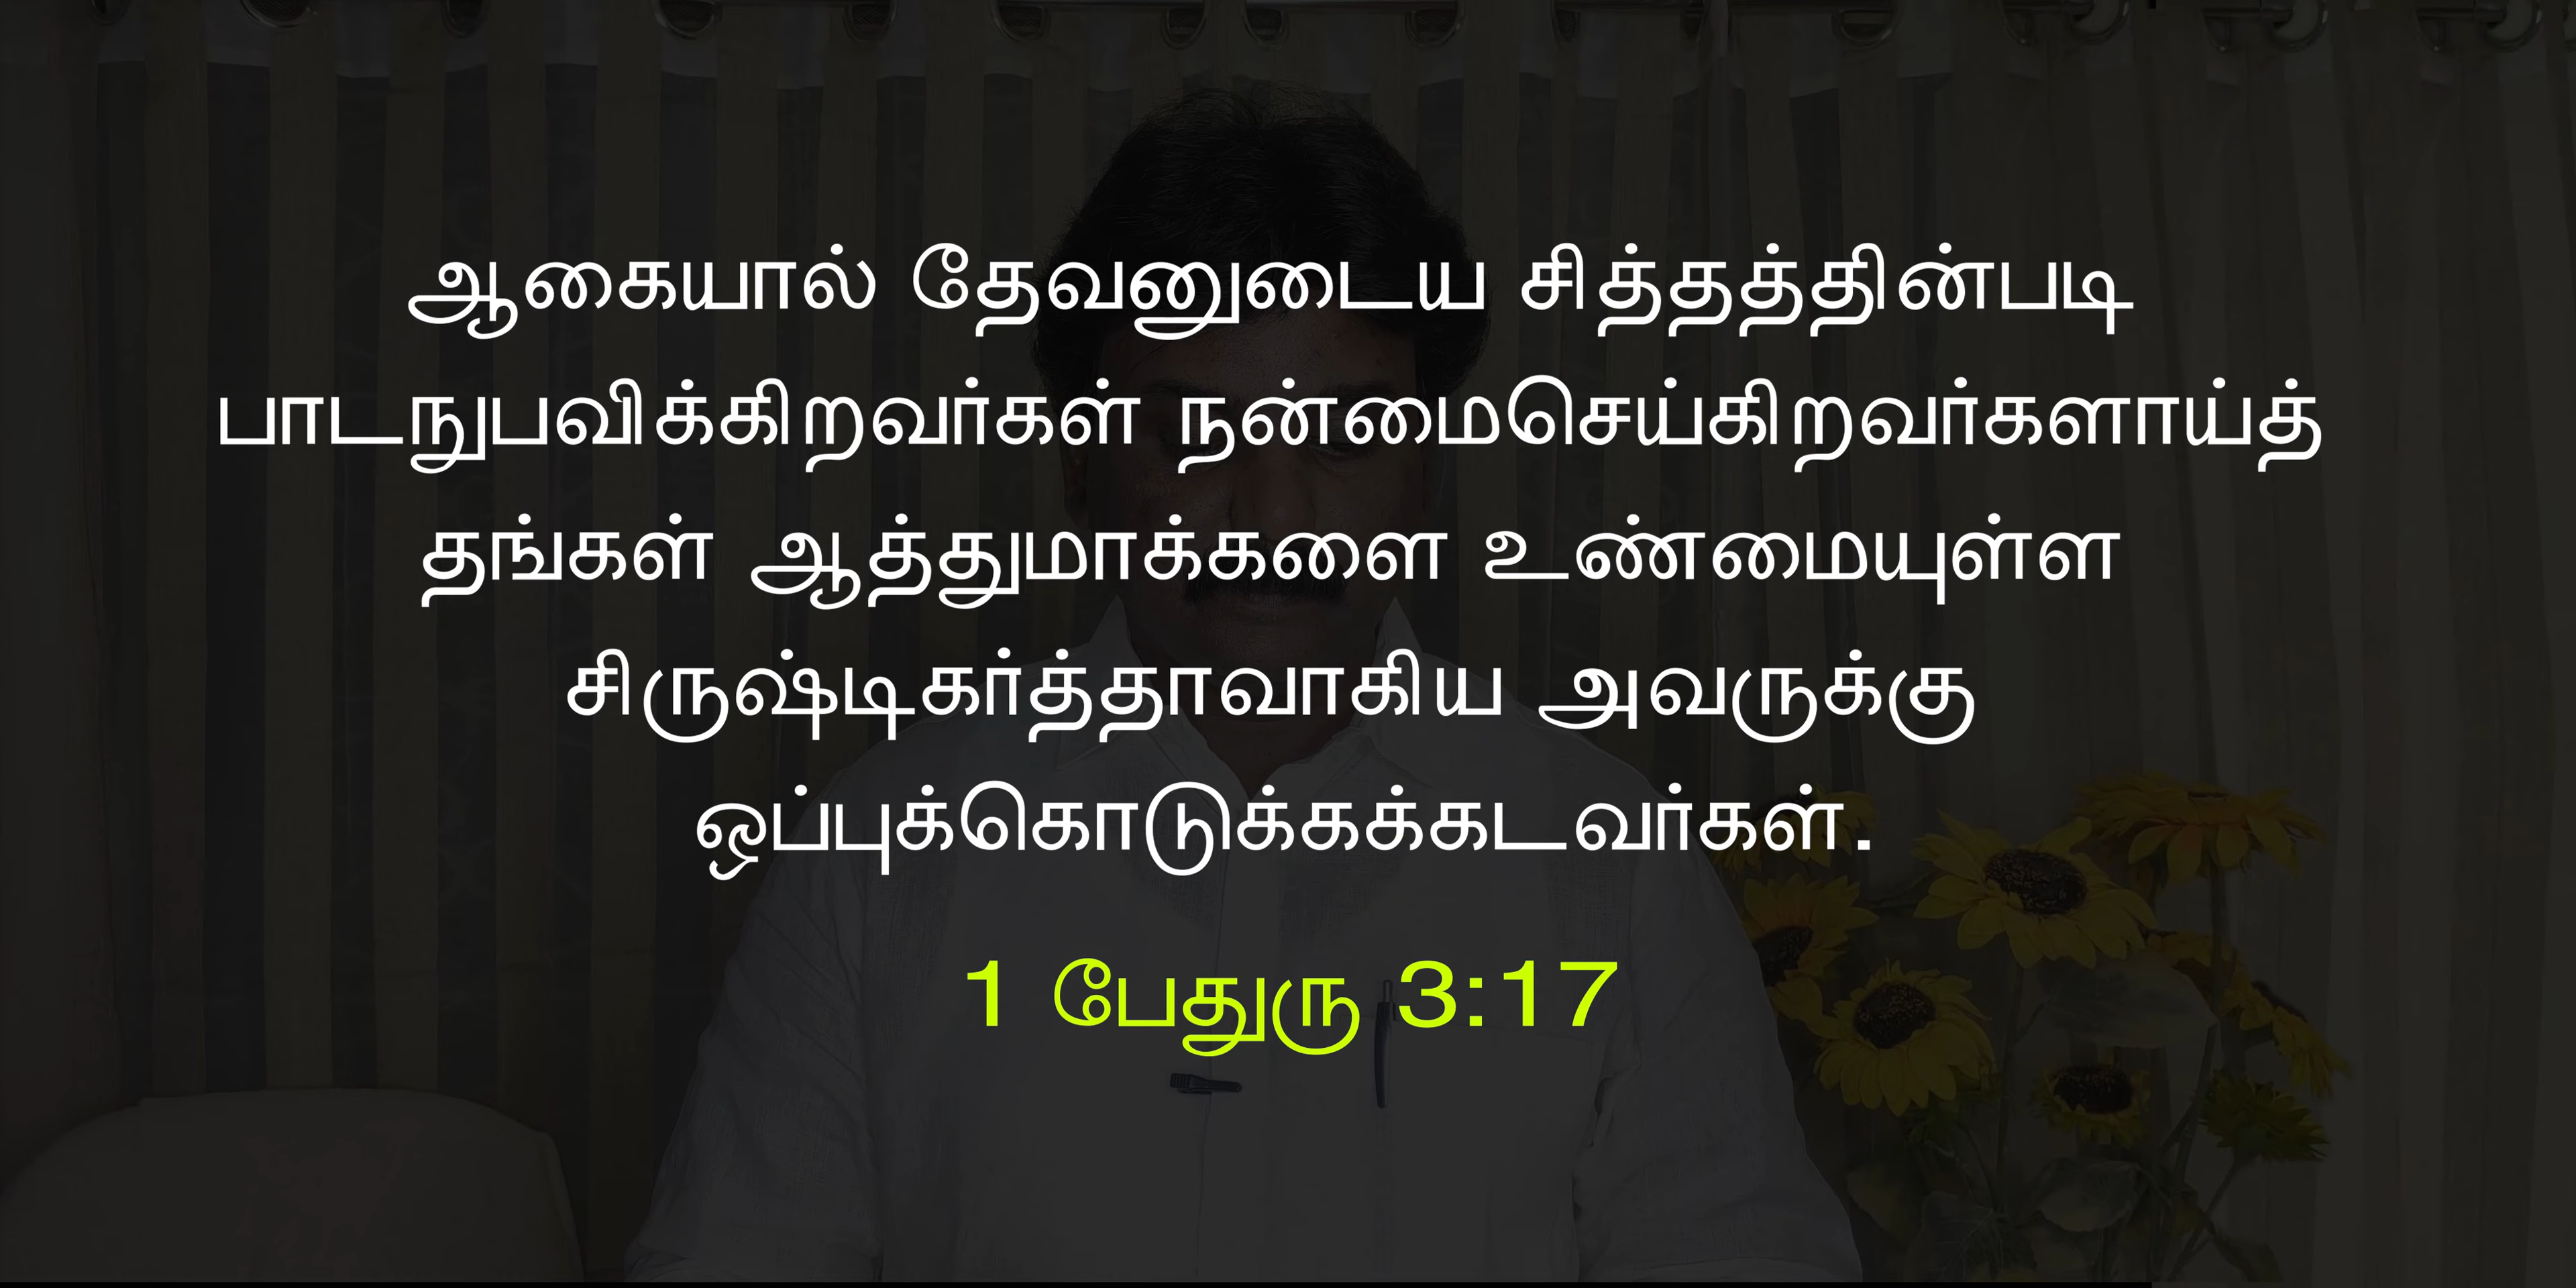 ஆகையால் தேவனுடைய சித்தத்தின்படி
பாடநுபவிக்கிறவர்கள் நன்மைசெய்கிறவர்களாய்த்
தங்கள் ஆத்துமாக்களை உண்மையுள்ள
சிருஷ்டிகர்த்தாவாகிய அவருக்கு
ஒப்புக்கொடுக்கக்கடவர்கள்.
1 பேதுரு 3:17